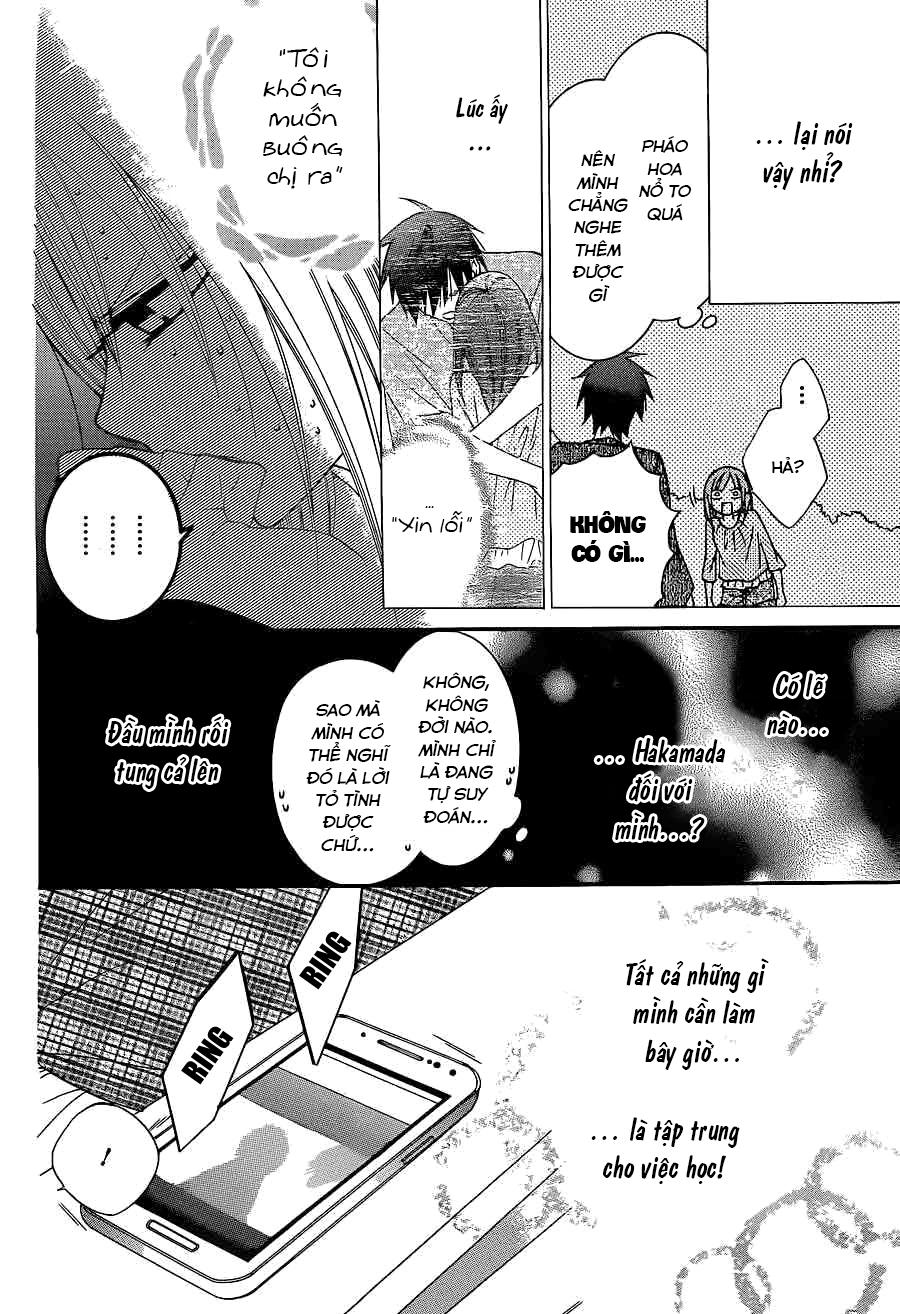 ... lại nói
vậy nhỉ?
PHÁO
HOA
NỔ TO
QUÁ
NÊN
MÌNH
CHẲNG
NGHE
THÊM
ĐƯỢC
GÌ
...
HẢ?
KHÔNG
CÓ GÌ...
Lúc ấy
...
...
"Xin lỗi"
"Tôi
không
muốn
buông
chị ra"
... ... ...
Có lẽ
nào...
... Hakamada
đối với
mình...?
KHÔNG,
KHÔNG
ĐỜI NÀO.
MÌNH CHỈ
LÀ ĐANG
TỰ SUY
ĐOÁN...
SAO MÀ
MÌNH CÓ
THỂ NGHĨ
ĐÓ LÀ LỜI
TỎ TÌNH
ĐƯỢC
CHỨ...
Đầu mình rối
tung cả lên
Tất cả những gì
mình cần làm
bây giờ...
... là tập trung
cho việc học!
RING
RING
!